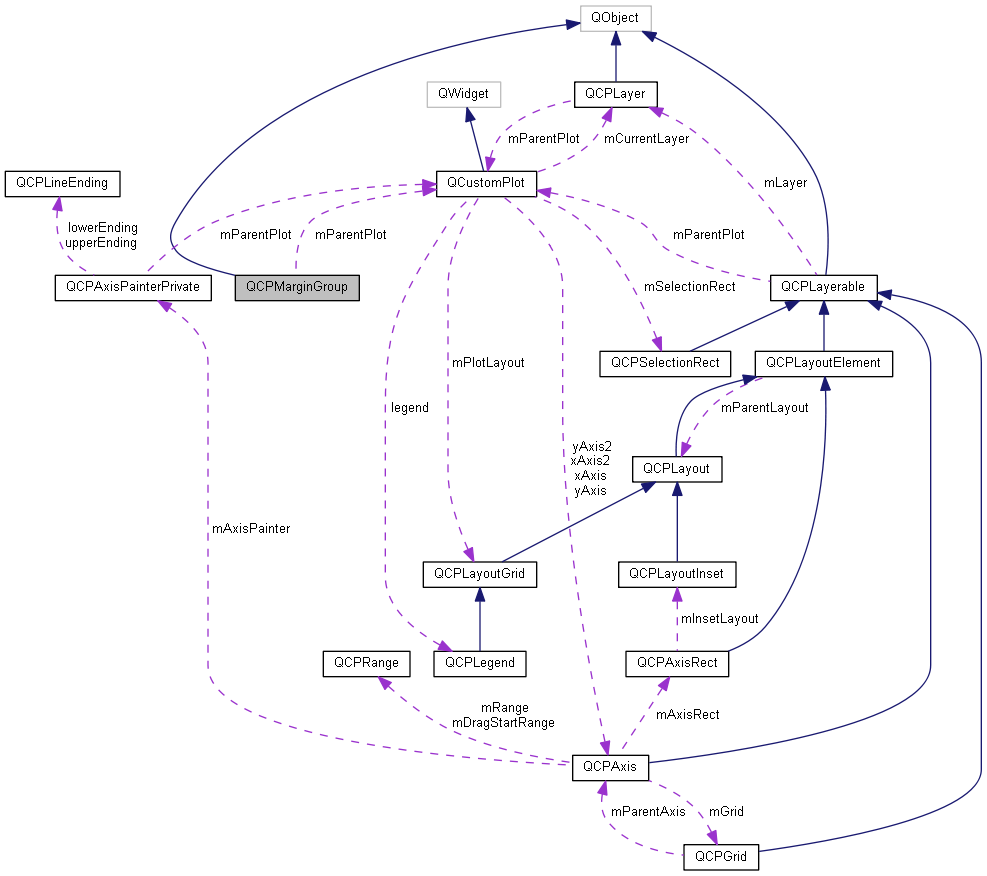 QObject
QWidget
QCPLayer
mParentPlot
mCurrentLayer
QCPLineEnding
QCustomPlot
mLayer
lowerEnding
upperEnding
mParentPlot
mParentPlot
mParentPlot
QCPAxisPainterPrivate
QCPMarginGroup
mSelectionRect
QCPLayerable
mPlotLayout
QCPSelectionRect
QCPLayoutElement
legend
mParentLayout
yAxis2
xAxis2
xAxis
yAxis
QCPLayout
mAxisPainter
QCPLayoutGrid
QCPLayoutInset
mInsetLayout
QCPRange
QCPLegend
QCPAxisRect
mRange
mDragStartRange
mAxisRect
QCPAxis
mParentAxis
mGrid
QCPGrid